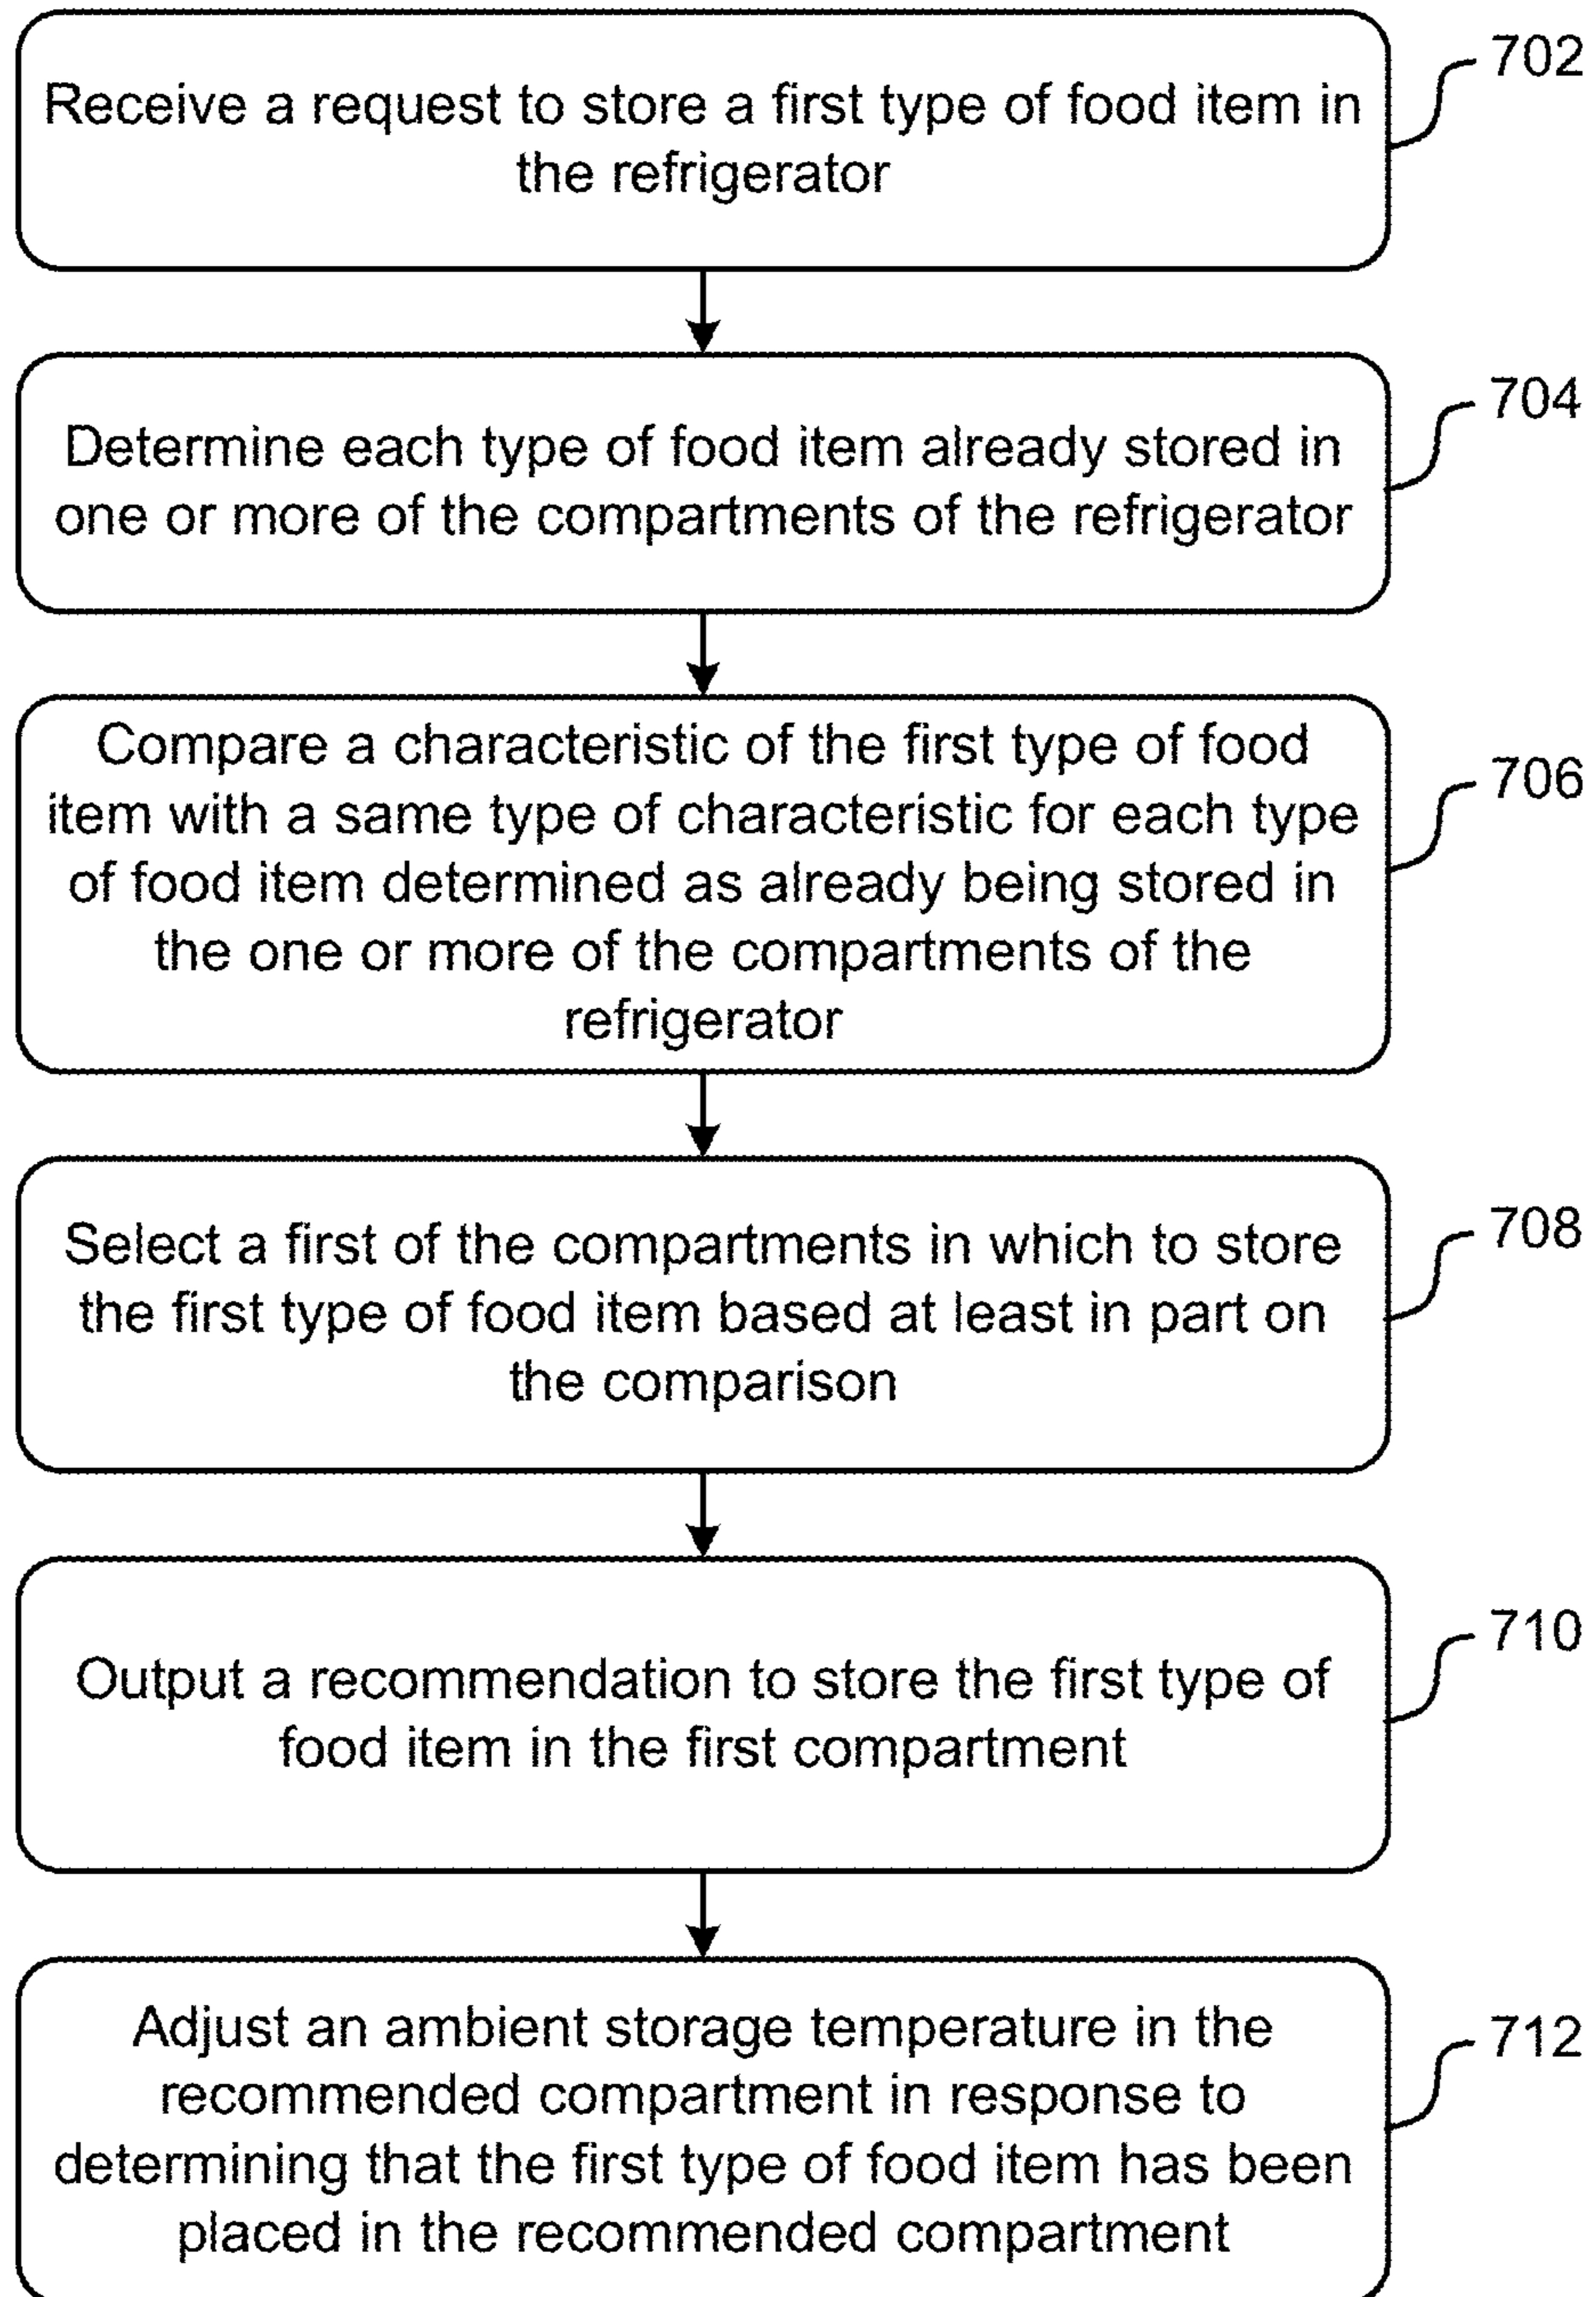 Receive a request to store a first type of food item in
the refrigerator
702
Determine each type of food item already stored in
one or more of the compartments of the refrigerator
704
Compare a characteristic of the first type of food
item with a same type of characteristic for each type
of food item determined as already being stored in
the one or more of the compartments of the
refrigerator
706
Select a first of the compartments in which to store
the first type of food item based at least in part on
the comparison
708
Output a recommendation to store the first type of
food item in the first compartment
710
Adjust an ambient storage temperature in the
recommended compartment in response to
determining that the first type of food item has been
placed in the recommended compartment
712